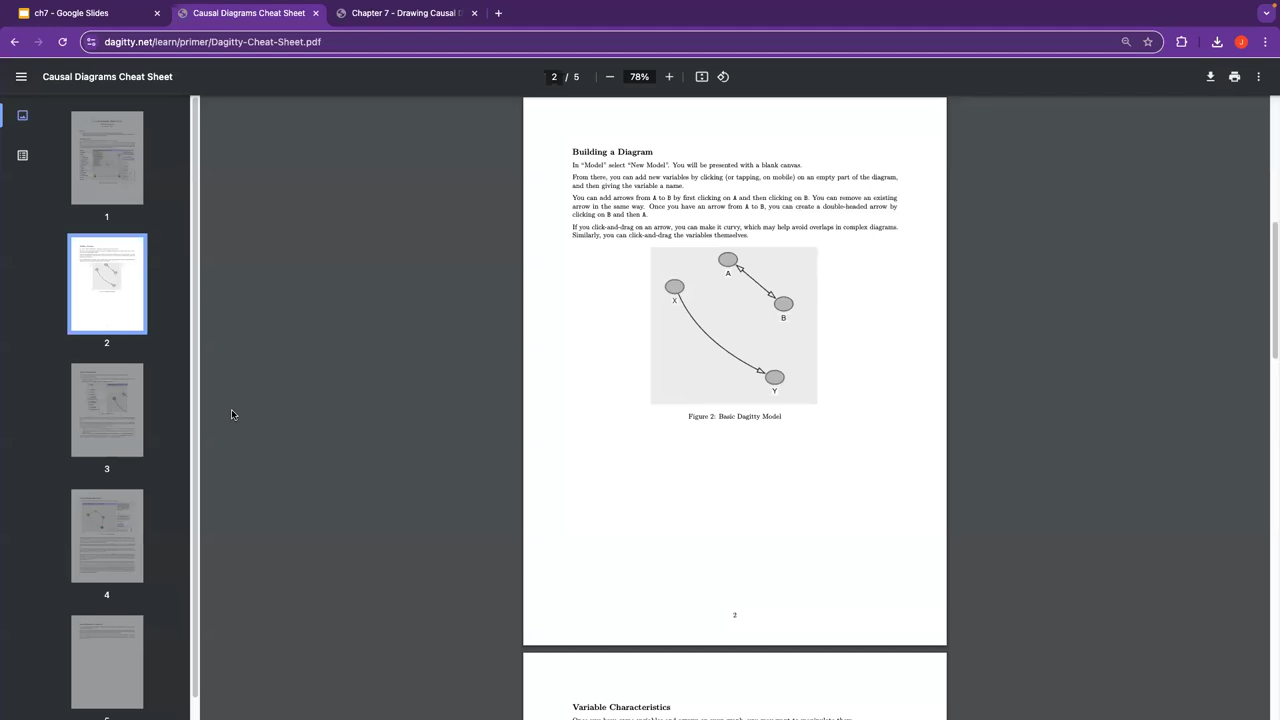 ch7 - Google Slides
Causal Diagrams Cheat Sheet
Chapter 7 - Drawing Causal D
dagitty.net/learn/primer/Dagitty-Cheat-Sheet.pdf
J
Causal Diagrams Cheat Sheet
2 / 5
78%
1
2
3
4
Building a Diagram
In “Model” select “New Model”. You will be presented with a blank canvas.
From there, you can add new variables by clicking (or tapping, on mobile) on an empty part of the diagram,
and then giving the variable a name.
You can add arrows from A to B by first clicking on A and then clicking on B. You can remove an existing
arrow in the same way. Once you have an arrow from A to B, you can create a double-headed arrow by
clicking on B and then A.
If you click-and-drag on an arrow, you can make it curvy, which may help avoid overlaps in complex diagrams.
Similarly, you can click-and-drag the variables themselves.
A
X
B
Y
Figure 2: Basic Dagitty Model
2
Variable Characteristics